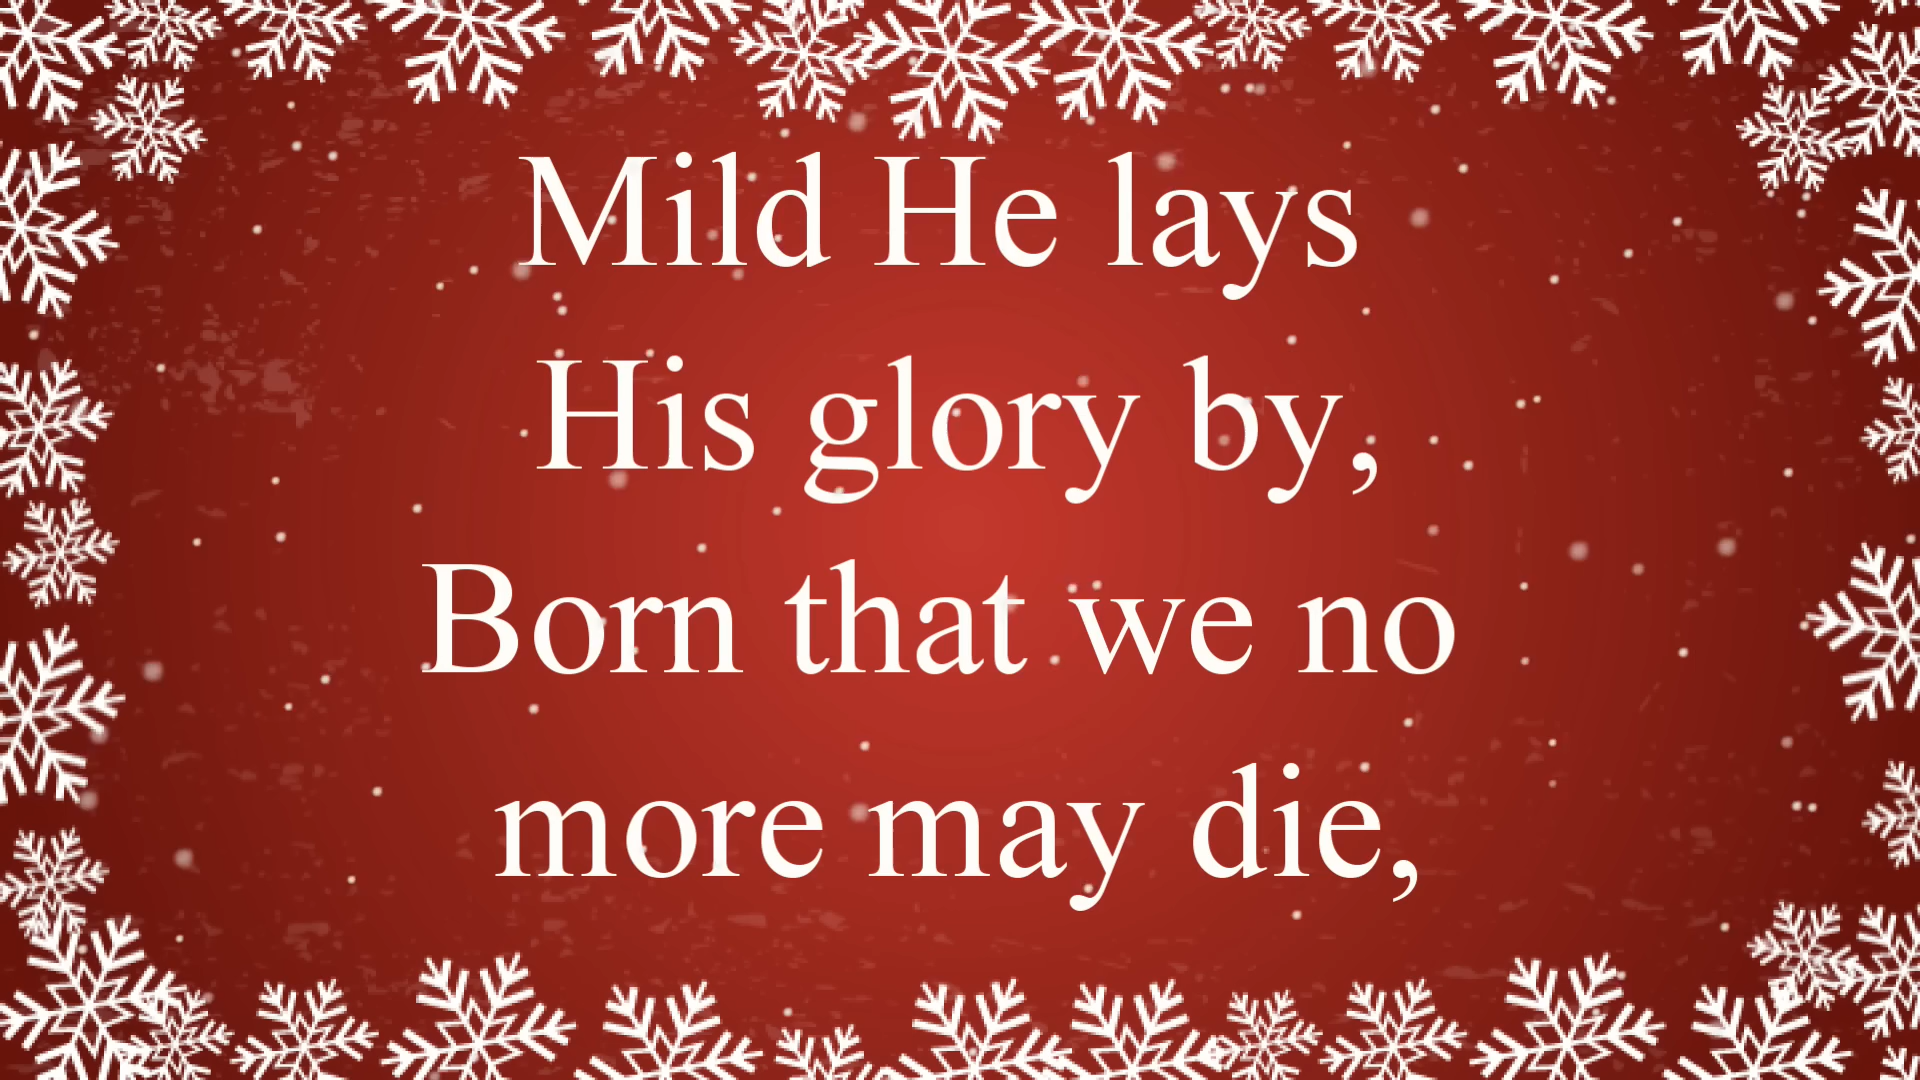 Mild He lays
His glory by,
Born that we no
more may die,